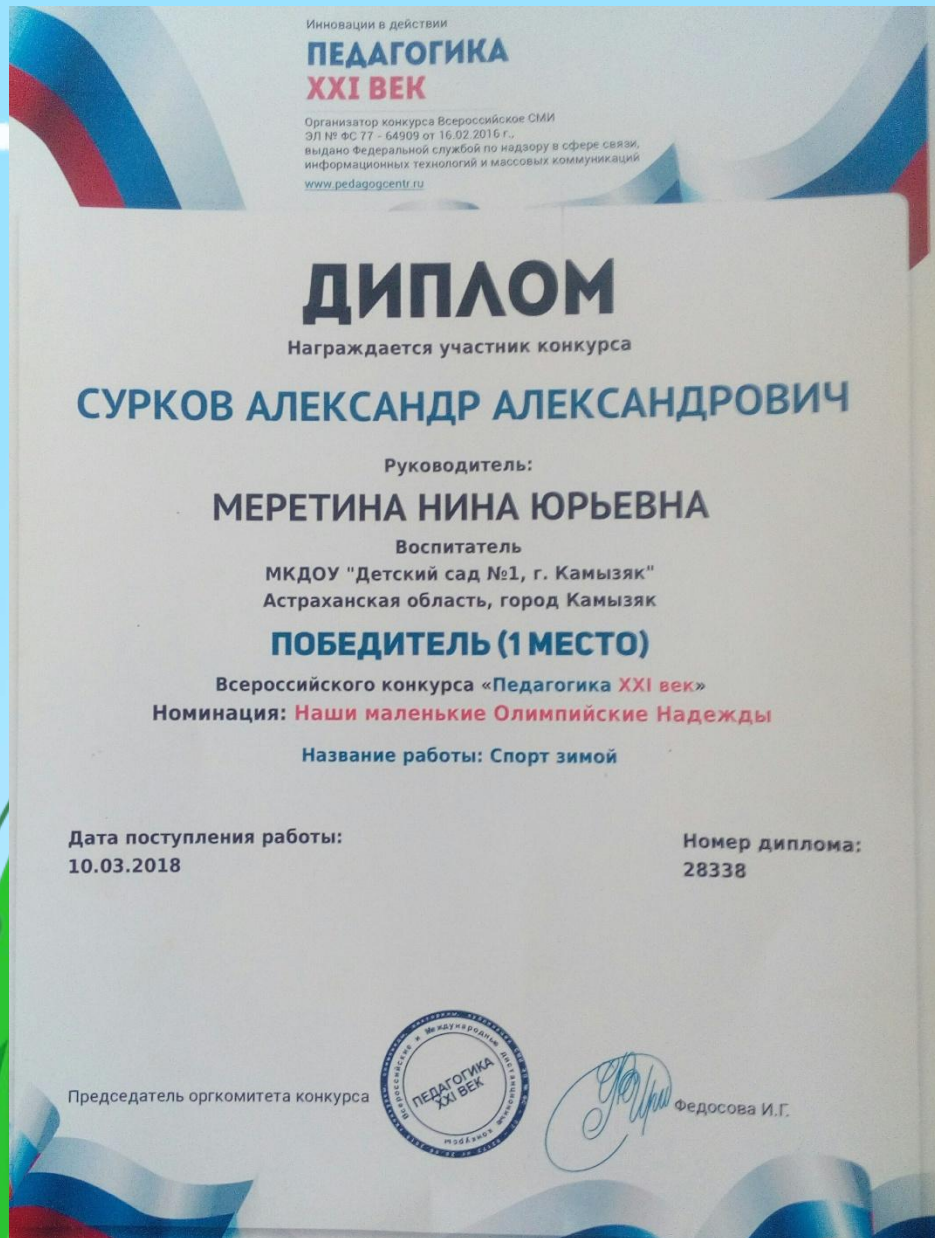 Инновации в действии
ПЕДАГОГИКА
XXI ВЕК
Организатор конкурса Всероссийское СМИ
ЭЛ № ФС 77 - 64909 от 16.02.2016 г.,
выдано Федеральной службой по надзору в сфере связи,
информационных технологий и массовых коммуникаций
www.pedagogcentr.ru
ДИПЛОМ
Награждается участник конкурса
СУРКОВ АЛЕКСАНДР АЛЕКСАНДРОВИЧ
Руководитель:
МЕРЕТИНА НИНА ЮРЬЕВНА
Воспитатель
МКДОУ "Детский сад №1, г. Камызяк"
Астраханская область, город Камызяк
ПОБЕДИТЕЛЬ (1 МЕСТО)
Всероссийского конкурса «Педагогика XXI век»
Номинация: Наши маленькие Олимпийские Надежды
Название работы: Спорт зимой
Дата поступления работы:
10.03.2018
Номер диплома:
28338
Председатель оргкомитета конкурса
Всероссийские и Международные дистанционные конкурсы
ПЕДАГОГИКА
XXI ВЕК
Федосова И.Г.